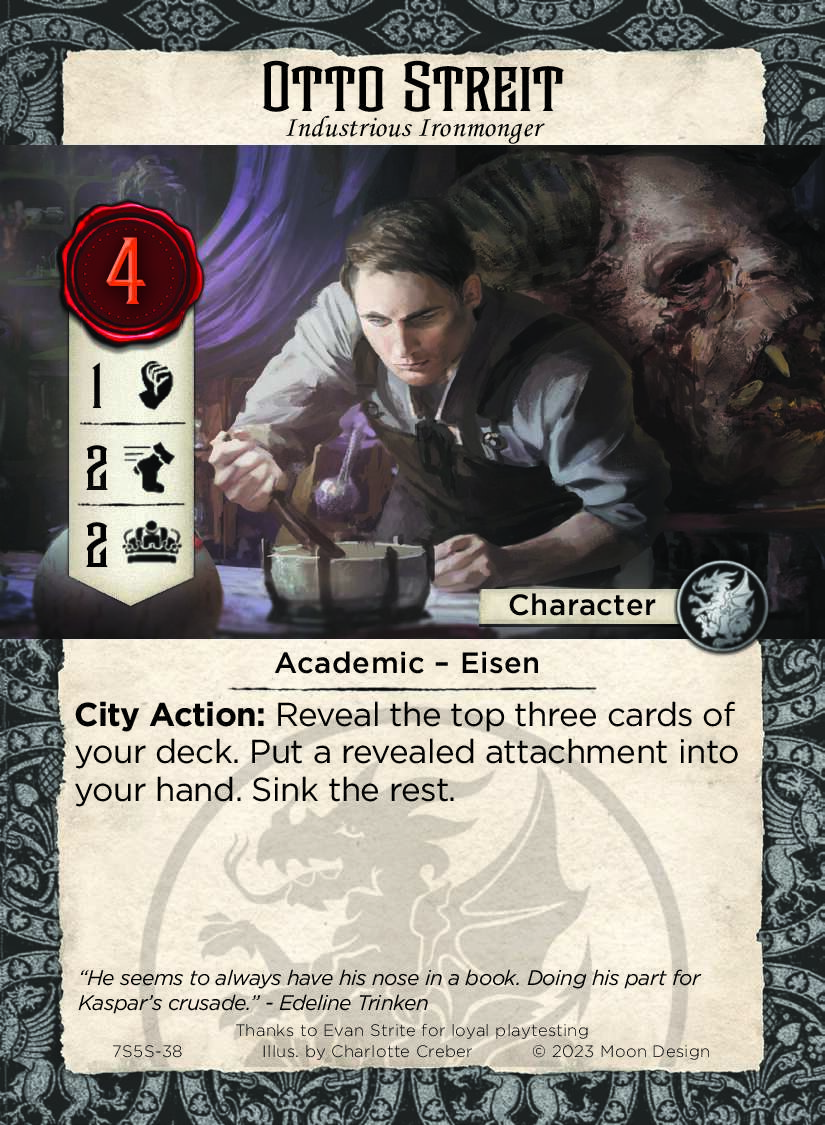 Otto Streit
Industrious Ironmonger
4
1
2
2
Character
Academic – Eisen
City Action: Reveal the top three cards of
your deck. Put a revealed attachment into
your hand. Sink the rest.
“He seems to always have his nose in a book. Doing his part for
Kaspar’s crusade.” - Edeline Trinken
Thanks to Evan Strite for loyal playtesting
7S5S-38 Illus. by Charlotte Creber © 2023 Moon Design